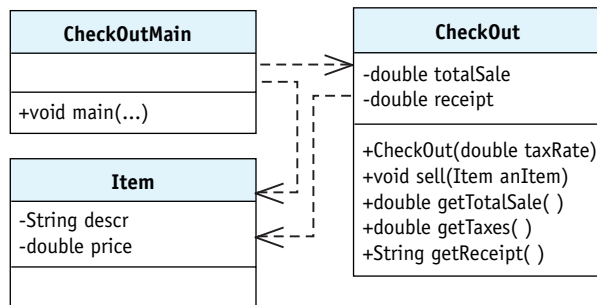 CheckOutMain
+void main(...)
CheckOut
-double totalSale
-double receipt
+CheckOut(double taxRate)
+void sell(Item anItem)
+double getTotalSale( )
+double getTaxes( )
+String getReceipt( )
Item
-String descr
-double price